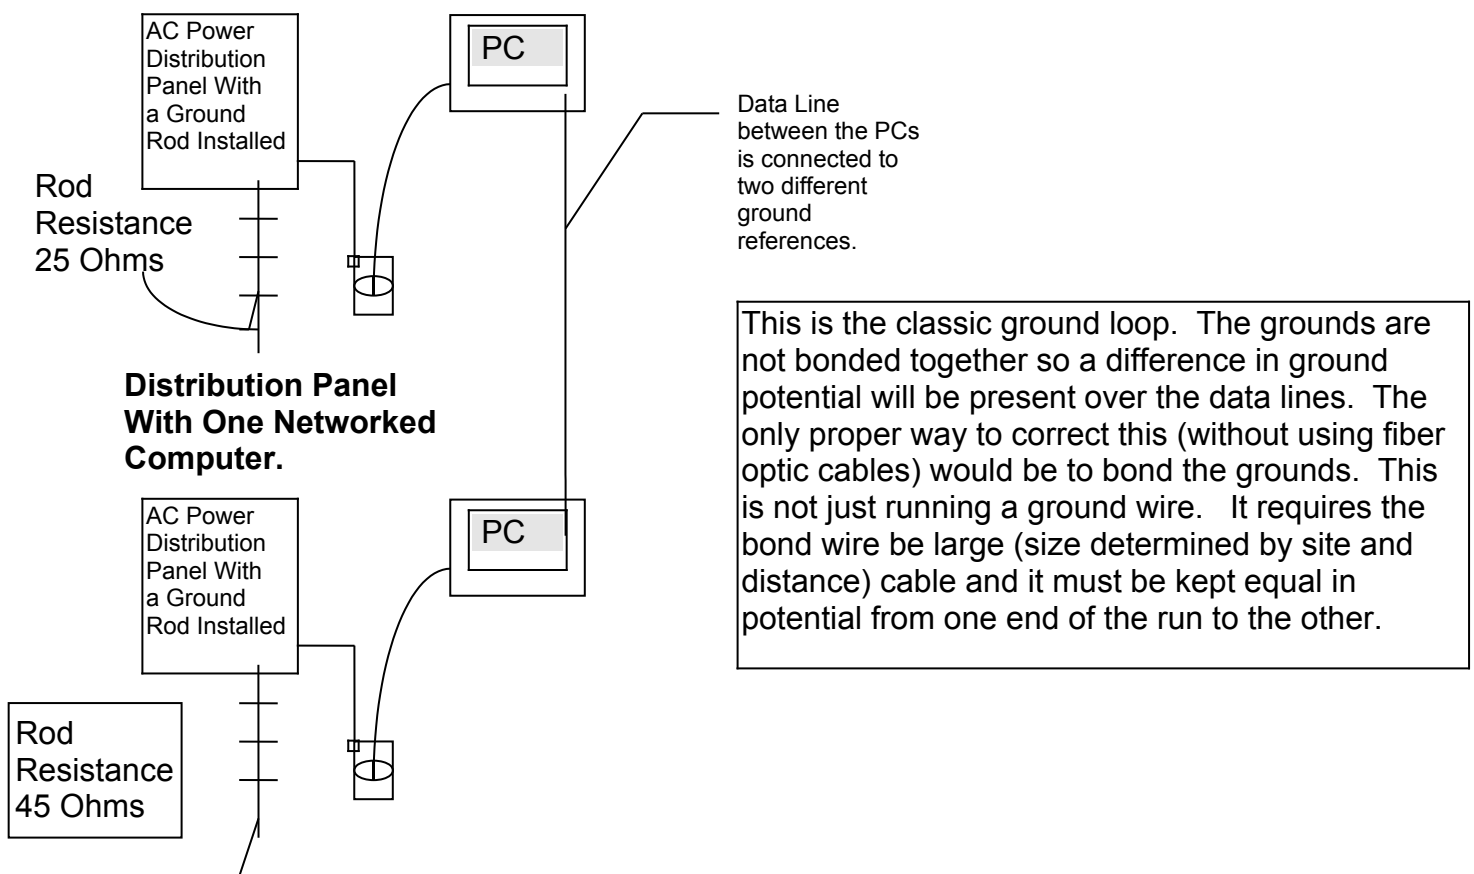 AC Power
Distribution
Panel With
a Ground
Rod Installed
PC
Data Line
between the PCs
is connected to
two different
ground
references.
Rod
Resistance
25 Ohms
This is the classic ground loop.  The grounds are
not bonded together so a difference in ground
potential will be present over the data lines.  The
only proper way to correct this (without using fiber
optic cables) would be to bond the grounds.  This
is not just running a ground wire.   It requires the
bond wire be large (size determined by site and
distance) cable and it must be kept equal in
potential from one end of the run to the other.
Distribution Panel
With One Networked
Computer.
AC Power
Distribution
Panel With
a Ground
Rod Installed
PC
Rod
Resistance
45 Ohms